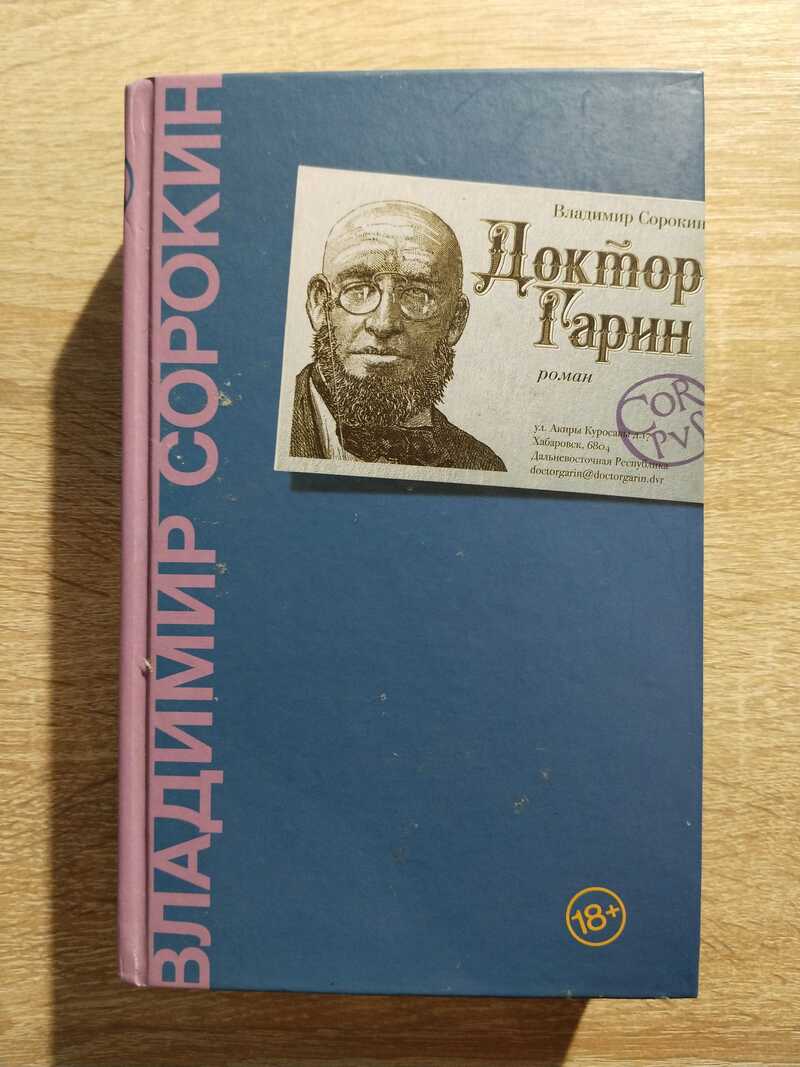 ВЛАДИМИР СОРОКИН
Владимир Сорокин
Доктор
Гарин
роман
CORPVS
ул. Акиры Куросавы д.17
Хабаровск, 6804
Дальневосточная Республика
doctorgarin@doctorgarin.dvr
18+